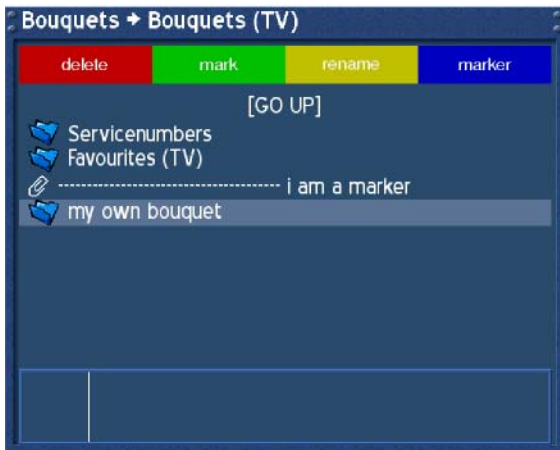 Bouquets → Bouquets (TV)
delete mark rename marker
[GO UP]
Servicenumbers
Favourites (TV)
------------------------------------- i am a marker
my own bouquet